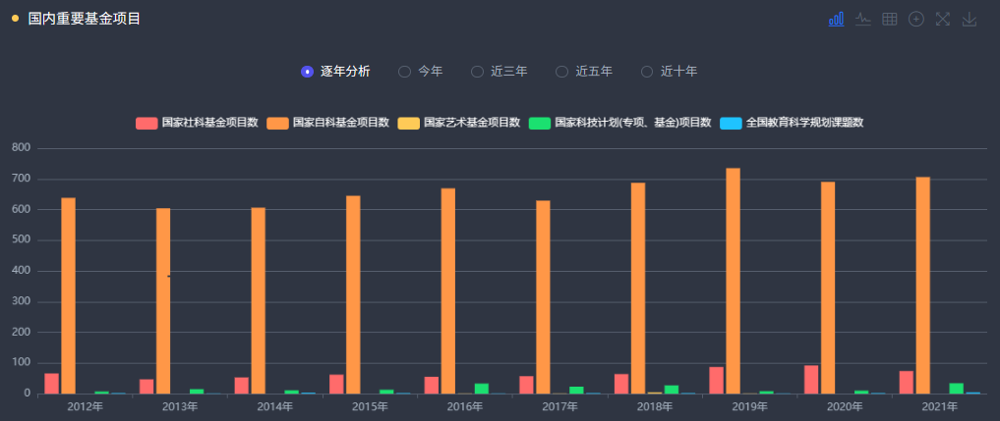 国内重要基金项目
逐年分析 今年 近三年 近五年 近十年
国家社科基金项目数 国家自科基金项目数 国家艺术基金项目数 国家科技计划(专项、基金)项目数 全国教育科学规划课题数
800
700
600
500
400
300
200
100
0
2012年 2013年 2014年 2015年 2016年 2017年 2018年 2019年 2020年 2021年